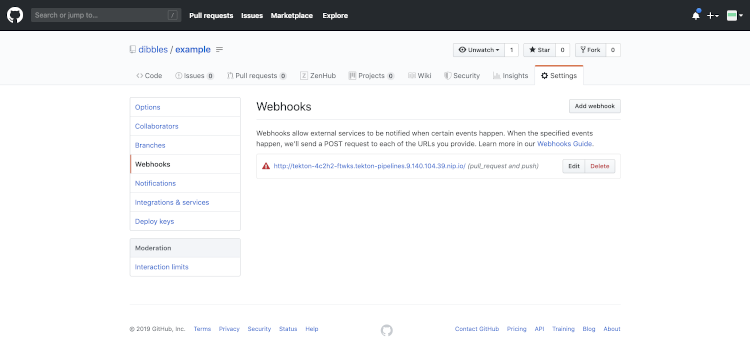 Search or jump to... / Pull requests Issues Marketplace Explore
dibbles / example Unwatch 1 Star 0 Fork 0
Code Issues 0 Pull requests 0 ZenHub Projects 0 Wiki Security Insights Settings
Options
Collaborators
Branches
Webhooks
Notifications
Integrations & services
Deploy keys
Moderation
Interaction limits
Webhooks Add webhook
Webhooks allow external services to be notified when certain events happen. When the specified events
happen, we'll send a POST request to each of the URLs you provide. Learn more in our Webhooks Guide.
http://tekton-4c2h2-ftwks.tekton-pipelines.9.140.104.39.nip.io/ (pull_request and push) Edit Delete
© 2019 GitHub, Inc. Terms Privacy Security Status Help Contact GitHub Pricing API Training Blog About